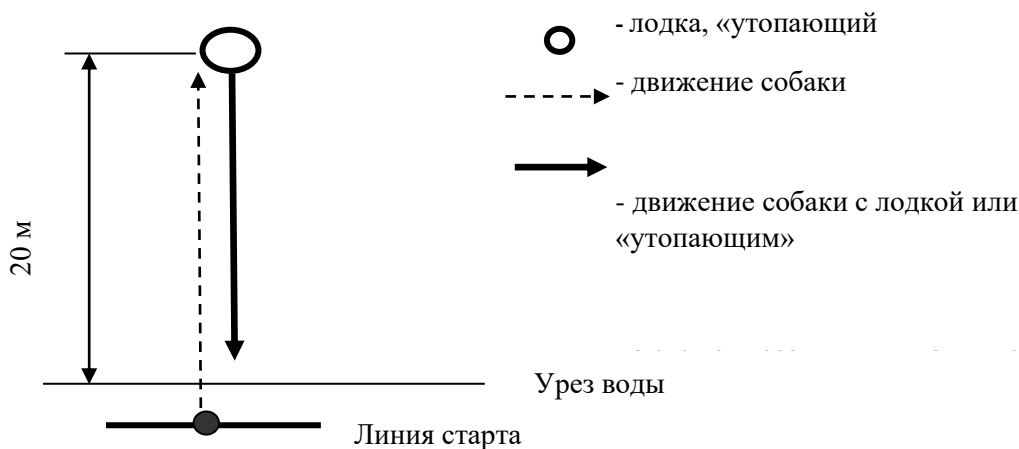 - лодка, «утопающий
- движение собаки
- движение собаки с лодкой или
«утопающим»
20 м
Урез воды
Линия старта